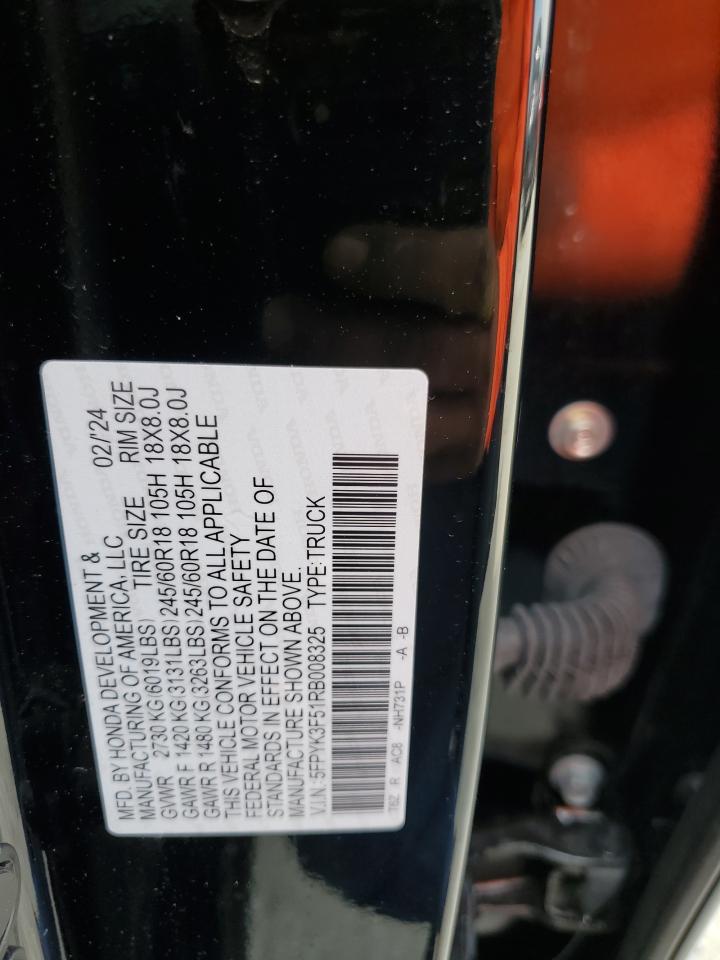 MFD. BY HONDA DEVELOPMENT & 02/'24
MANUFACTURING OF AMERICA, LLC
TIRE SIZE RIM SIZE
GVWR 2730 KG (6019LBS)
GAWR F 1420 KG(3131LBS) 245/60R18 105H 18X8.0J
GAWR R 1480 KG(3263LBS) 245/60R18 105H 18X8.0J
THIS VEHICLE CONFORMS TO ALL APPLICABLE
FEDERAL MOTOR VEHICLE SAFETY
STANDARDS IN EFFECT ON THE DATE OF
MANUFACTURE SHOWN ABOVE.
V.I.N.:5FPYK3F51RB008325 TYPE:TRUCK
T6Z R AC8 -NH731P -A -B